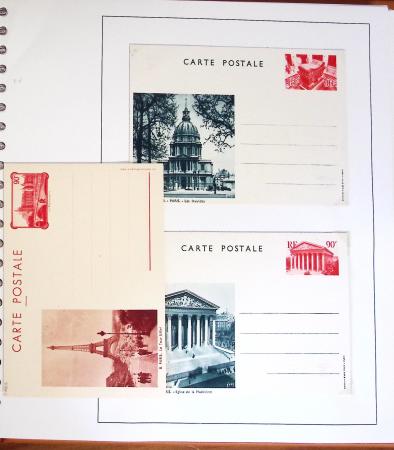 CARTE POSTALE
PARIS. - Les Invalides
90c
CARTE POSTALE
PARIS. La Tour Eiffel
CARTE POSTALE
RF 90c
Eglise de la Madeleine